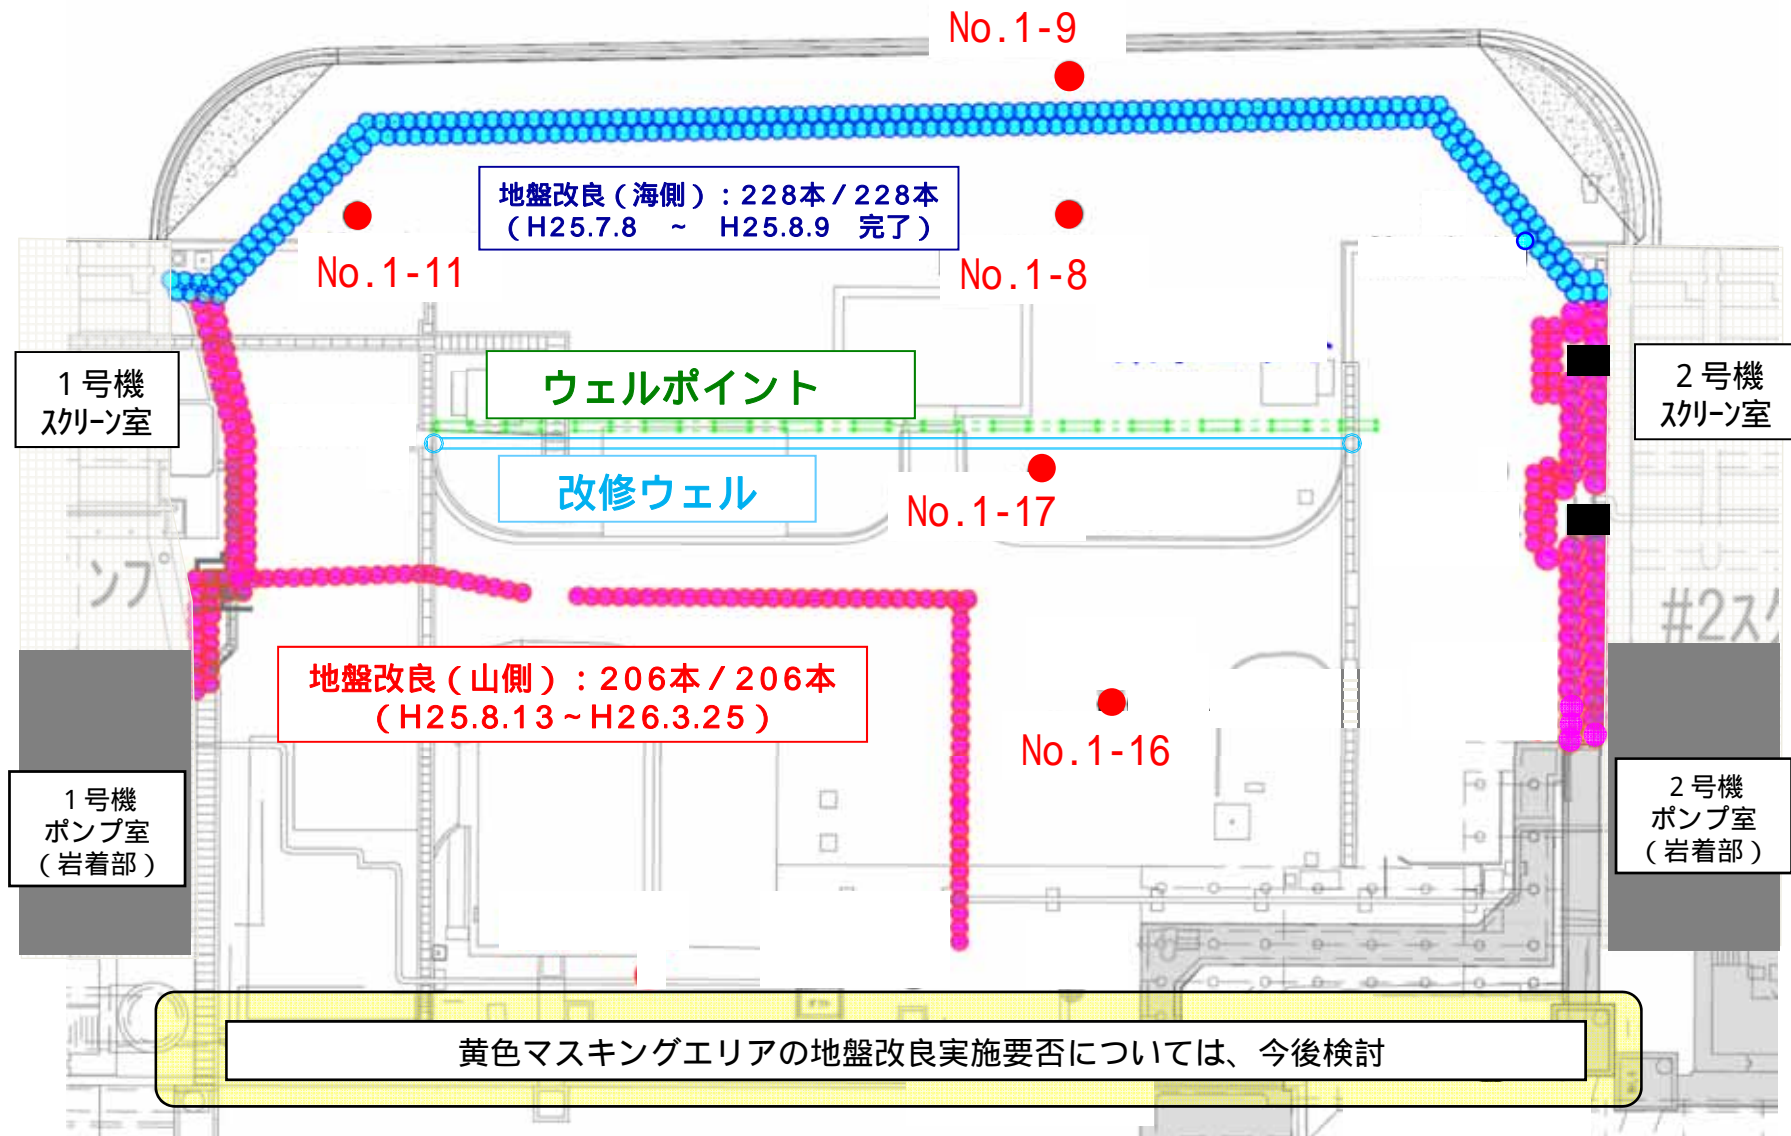 No.1-9
地盤改良（海側）：228本／228本
（H25.7.8　～　H25.8.9　完了）
No.1-11
No.1-8
1号機
スクリーン室
ウェルポイント
2号機
スクリーン室
改修ウェル
No.1-17
ンプ
#2スク
地盤改良（山側）：206本／206本
（H25.8.13～H26.3.25）
No.1-16
1号機
ポンプ室
（岩着部）
2号機
ポンプ室
（岩着部）
黄色マスキングエリアの地盤改良実施要否については、今後検討